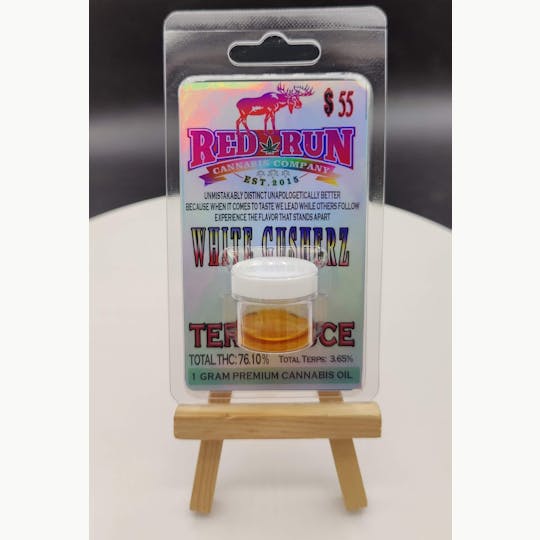 $ 55
RED RUN
CANNABIS COMPANY
EST. 2015
UNMISTAKABLY DISTINCT UNAPOLOGETICALLY BETTER
BECAUSE WHEN IT COMES TO TASTE WE LEAD WHILE OTHERS FOLLOW
EXPERIENCE THE FLAVOR THAT STANDS APART
WHITE GUSHERZ
TOTAL THC: 76.10% TOTAL TERPS: 3.65%
1 GRAM PREMIUM CANNABIS OIL